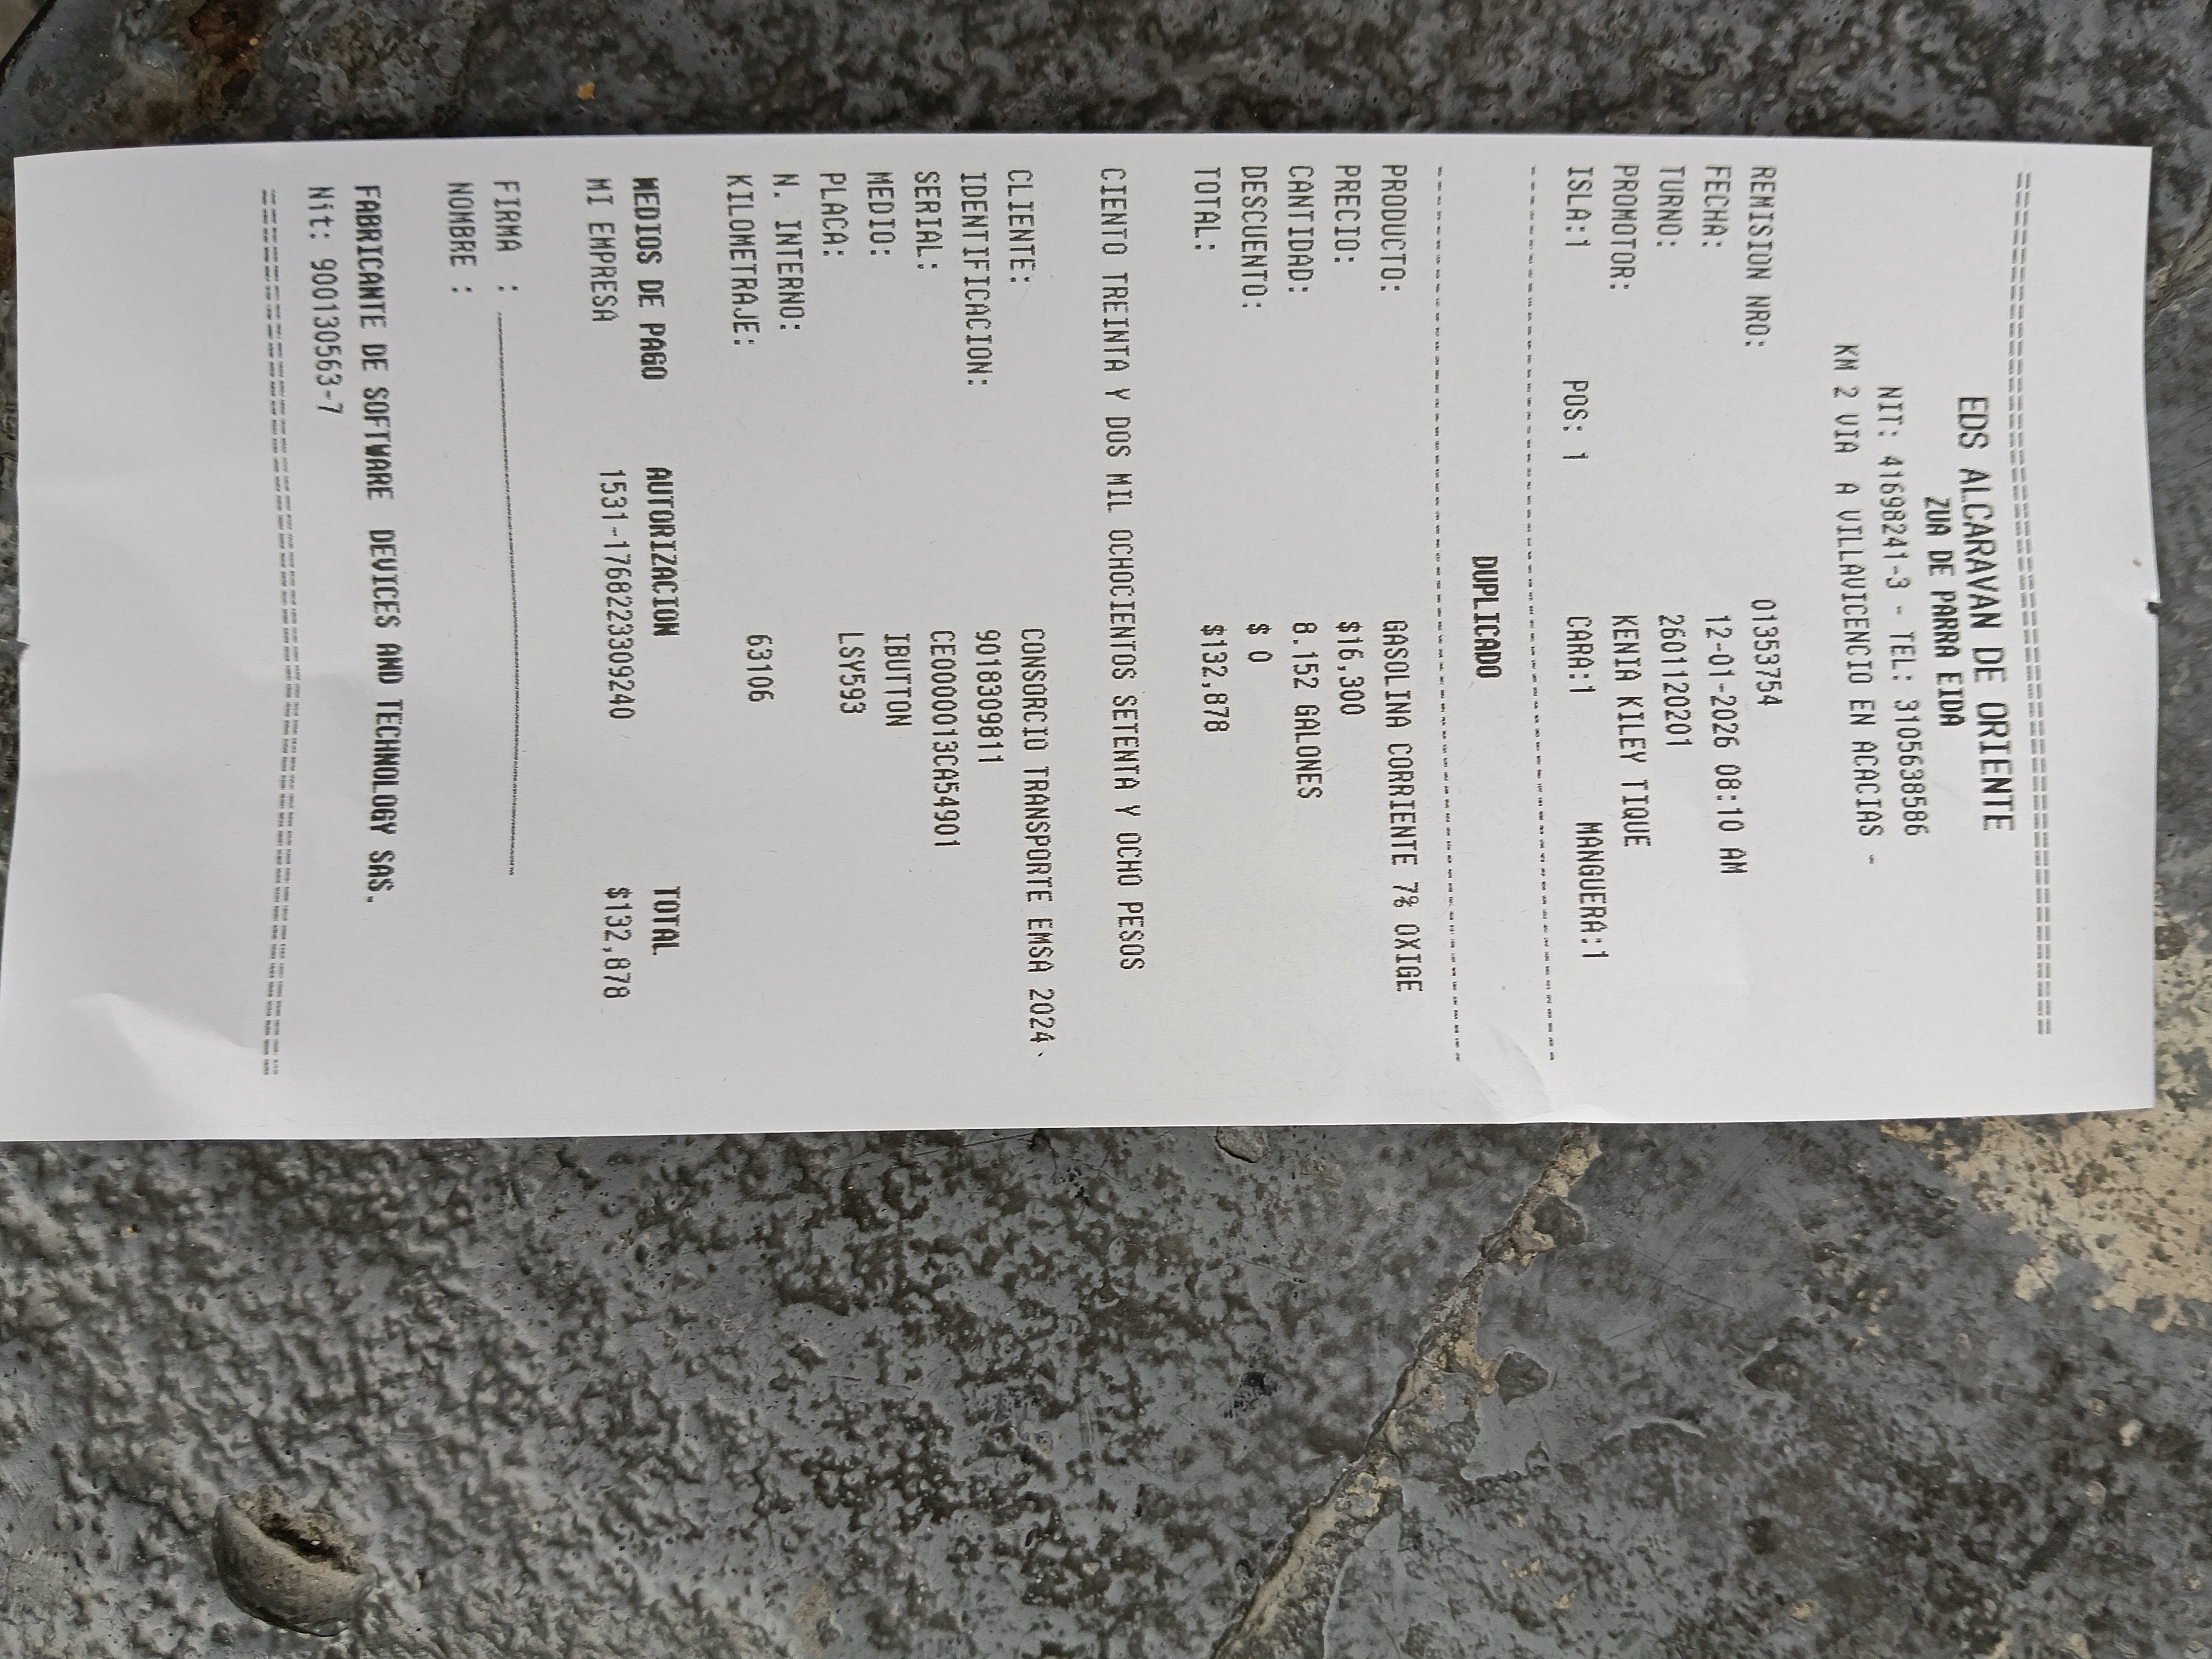 ================================================
EDS ALCARAVAN DE ORIENTE
ZUA DE PARRA EIDA
NIT: 41698241-3 - TEL: 3105638586
KM 2 VIA A VILLAVICENCIO EN ACACIAS -
REMISION NRO: 01353754
FECHA: 12-01-2026 08:10 AM
TURNO: 260112020​1
PROMOTOR: KENIA KILEY TIQUE
ISLA:1 POS: 1 CARA:1 MANGUERA:1
------------------------------------------------
DUPLICADO
------------------------------------------------
PRODUCTO: GASOLINA CORRIENTE 7% OXIGE
PRECIO: $16,300
CANTIDAD: 8.152 GALONES
DESCUENTO: $ 0
TOTAL: $132,878
CIENTO TREINTA Y DOS MIL OCHOCIENTOS SETENTA Y OCHO PESOS
CLIENTE: CONSORCIO TRANSPORTE EMSA 2024
IDENTIFICACION: 9018309811
SERIAL: CE0000013CA54901
MEDIO: IBUTTON
PLACA: LSY593
N. INTERNO:
KILOMETRAJE: 63106
MEDIOS DE PAGO AUTORIZACION TOTAL
MI EMPRESA 1531-1768223309240 $132,878
FIRMA : ______________________________
NOMBRE :
FABRICANTE DE SOFTWARE DEVICES AND TECHNOLOGY SAS.
Nit: 900130563-7
================================================